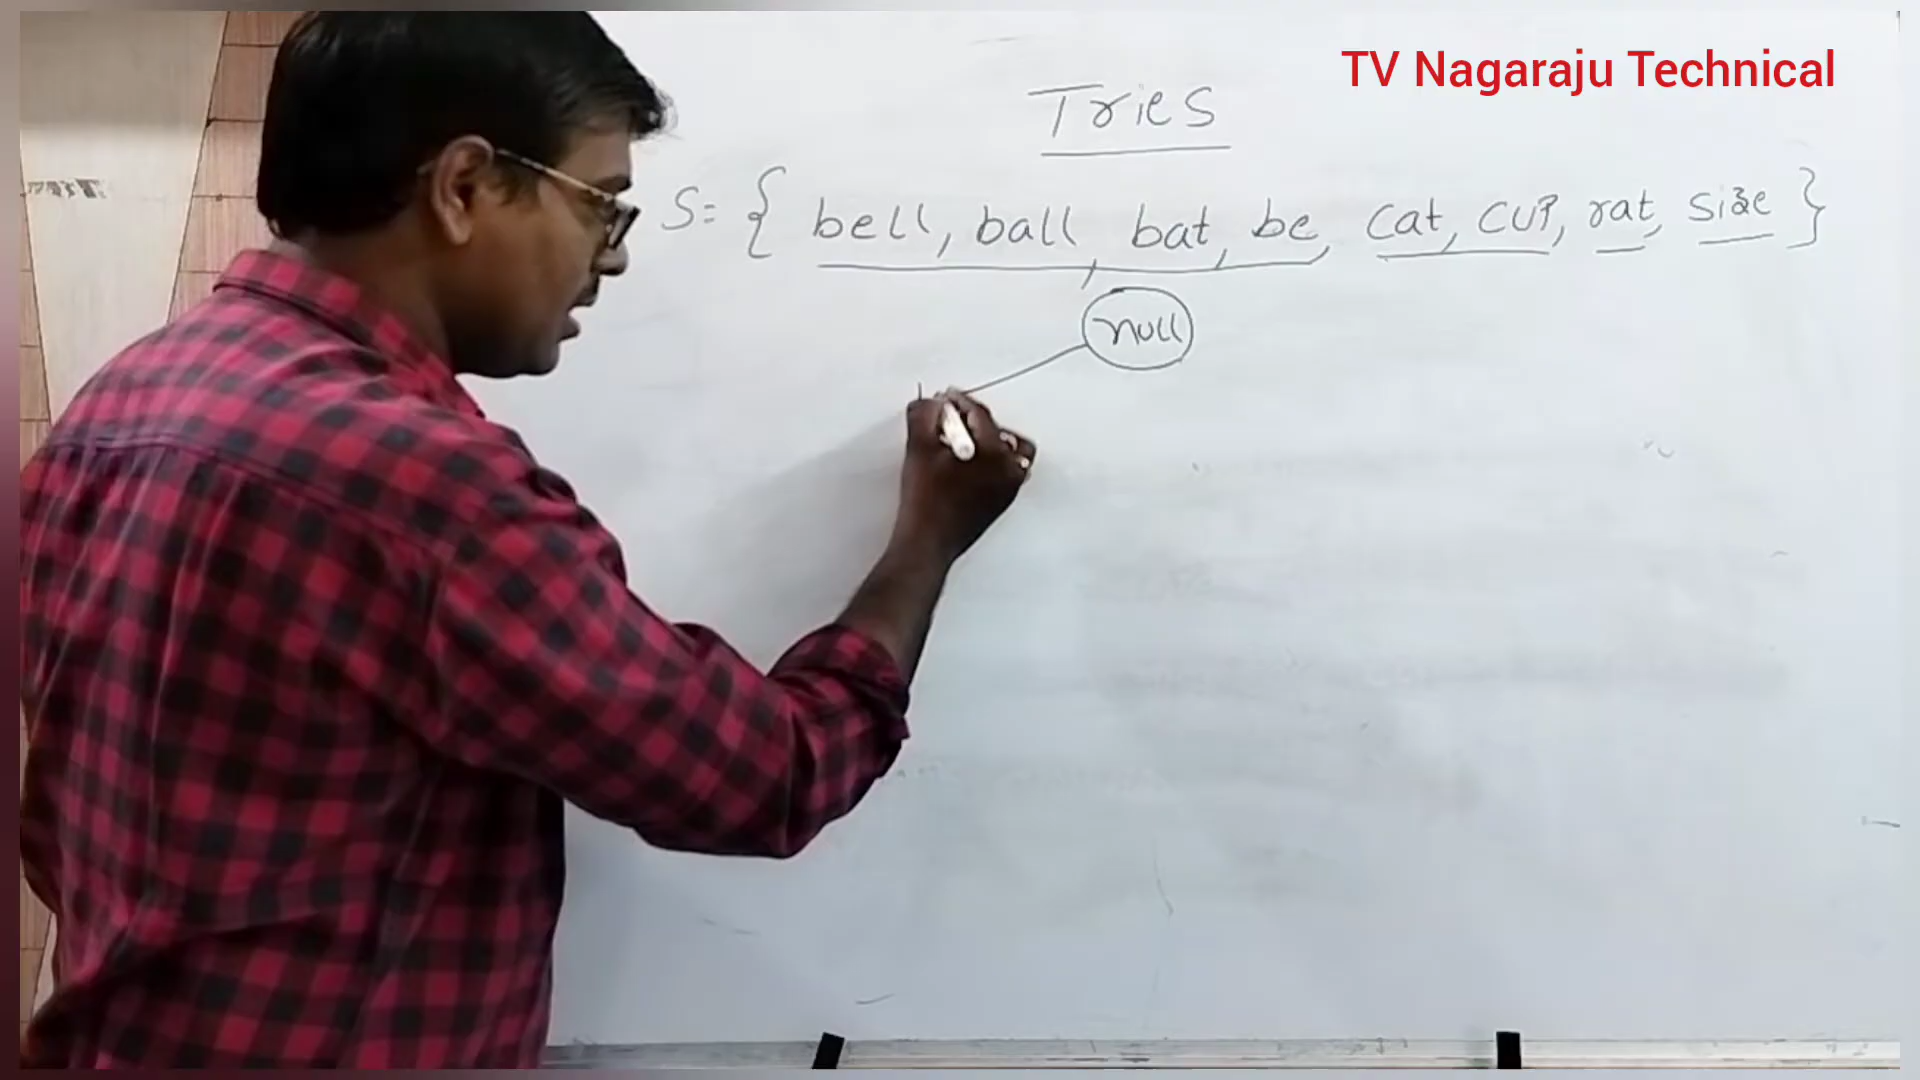 TV Nagaraju Technical
Tries
S = { bell, ball, bat, be, cat, cup, rat, size }
null